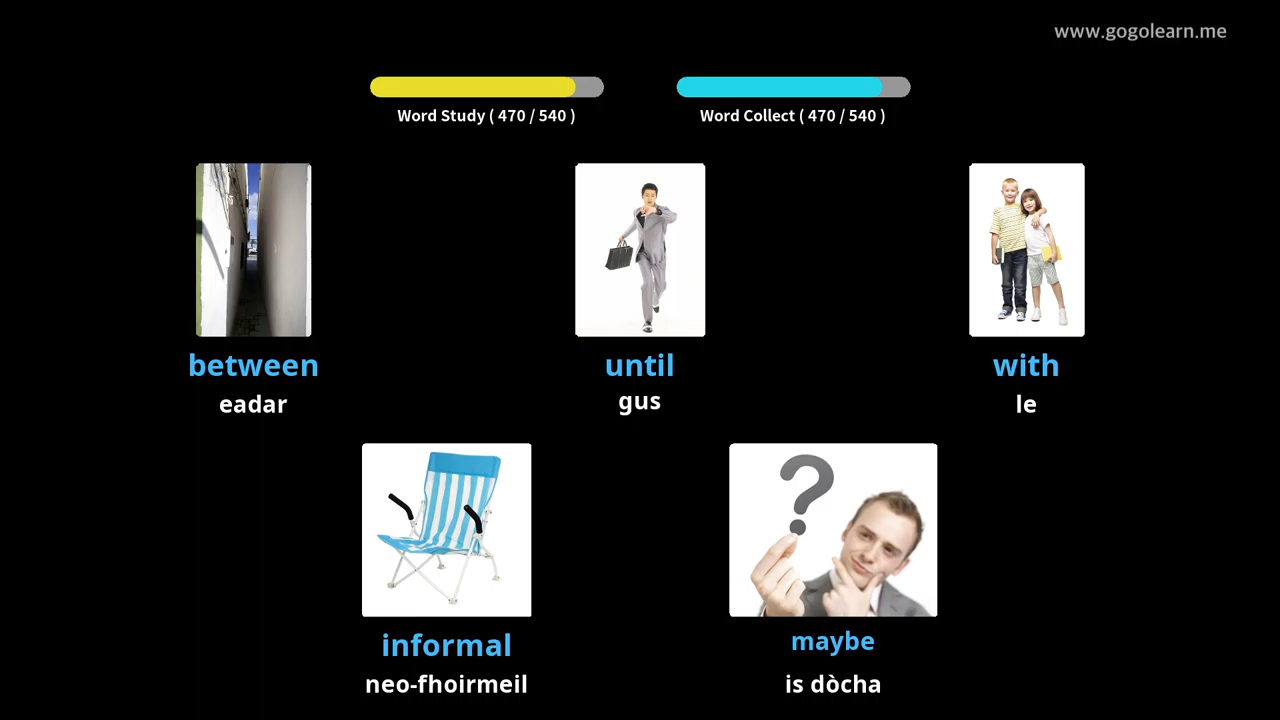 www.gogolearn.me
Word Study ( 470 / 540 )
Word Collect ( 470 / 540 )
between
eadar
until
gus
with
le
informal
neo-fhoirmeil
maybe
is dòcha